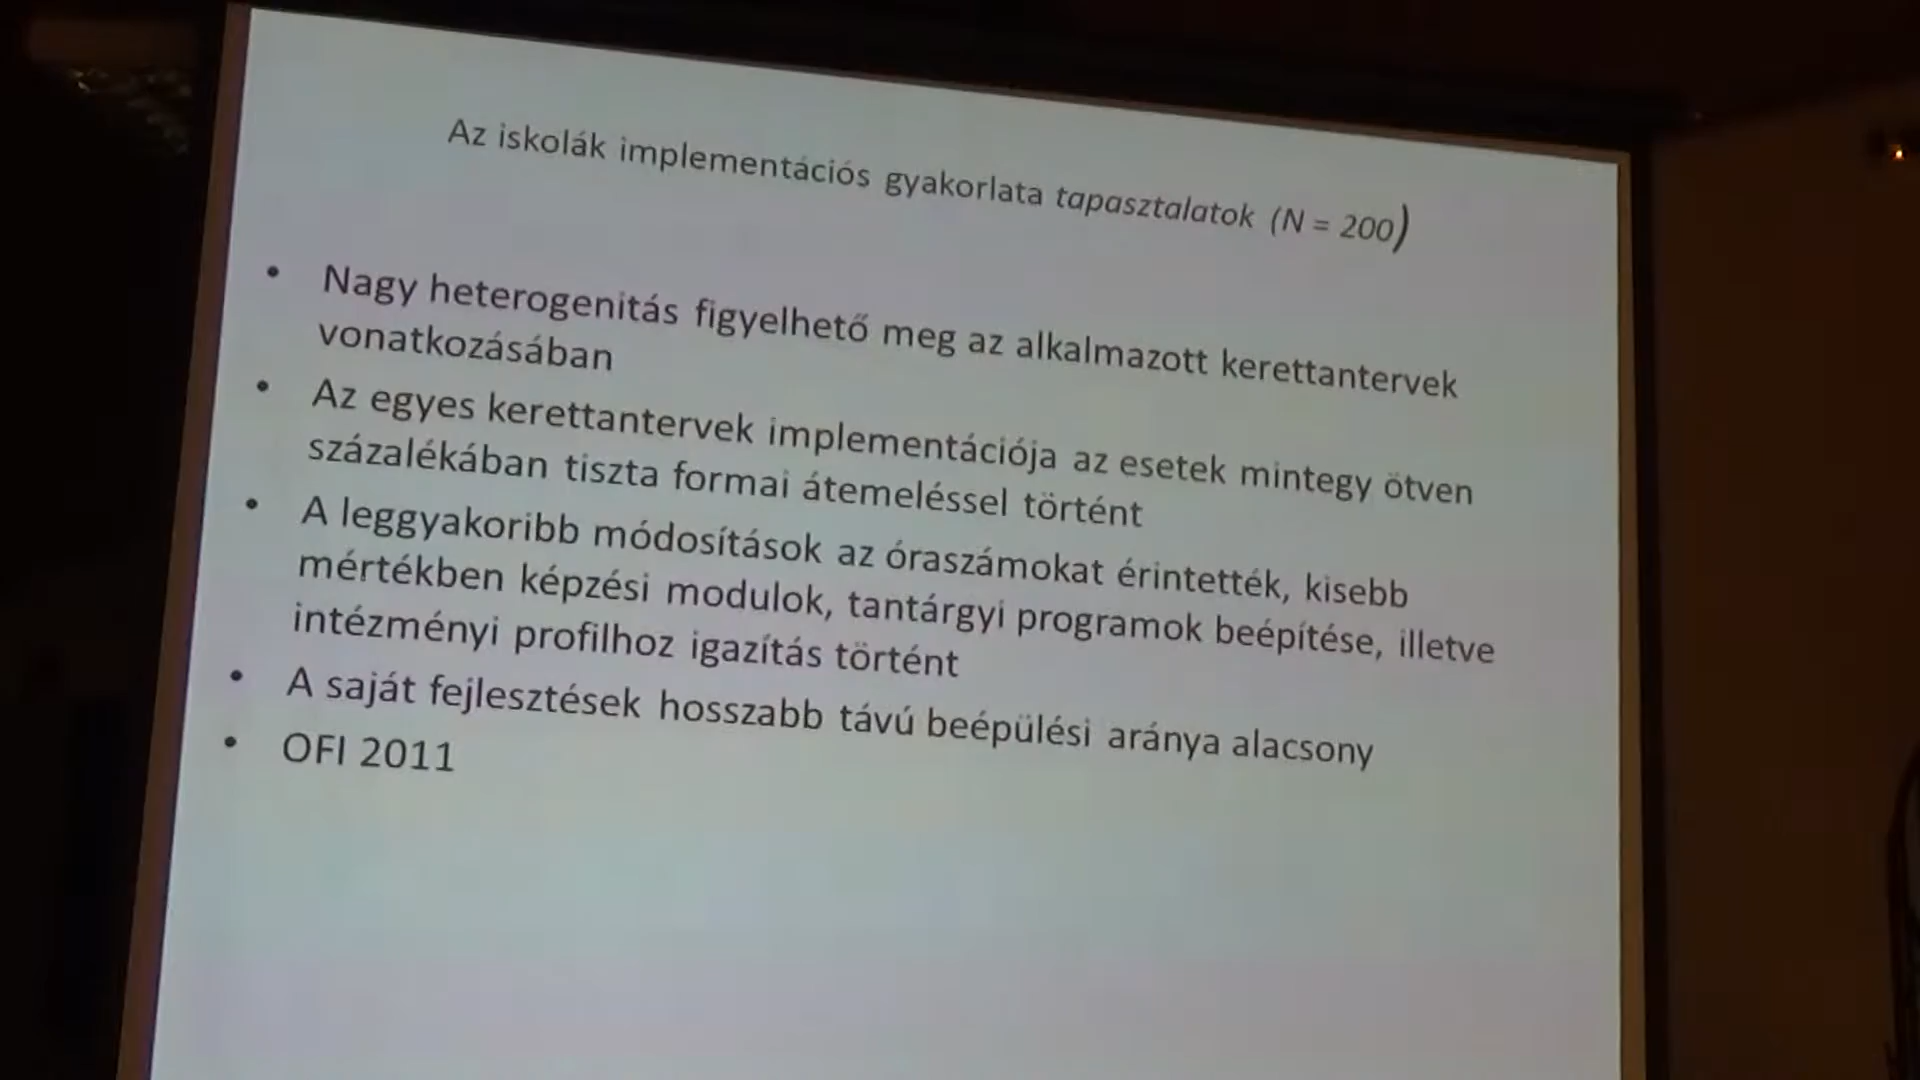 Az iskolák implementációs gyakorlata tapasztalatok (N = 200)
• Nagy heterogenitás figyelhető meg az alkalmazott kerettantervek
vonatkozásában
• Az egyes kerettantervek implementációja az esetek mintegy ötven
százalékában tiszta formai átemeléssel történt
• A leggyakoribb módosítások az óraszámokat érintették, kisebb
mértékben képzési modulok, tantárgyi programok beépítése, illetve
intézményi profilhoz igazítás történt
• A saját fejlesztések hosszabb távú beépülési aránya alacsony
• OFI 2011